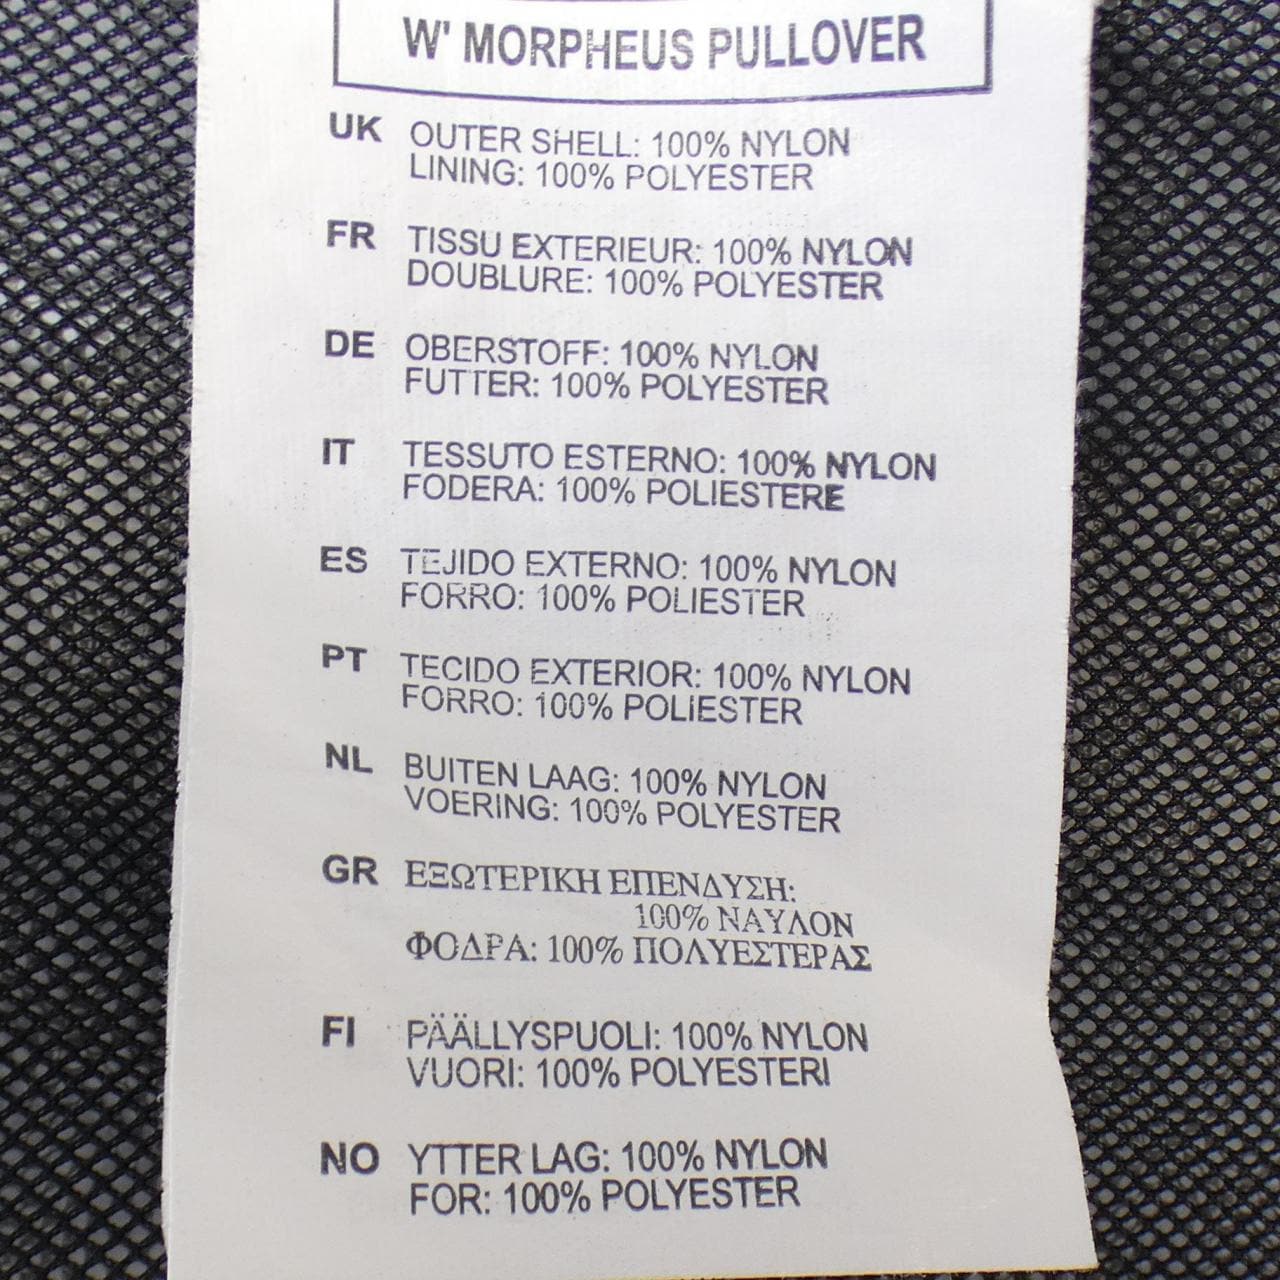 W' MORPHEUS PULLOVER
UK OUTER SHELL: 100% NYLON
LINING: 100% POLYESTER
FR TISSU EXTERIEUR: 100% NYLON
DOUBLURE: 100% POLYESTER
DE OBERSTOFF: 100% NYLON
FUTTER: 100% POLYESTER
IT TESSUTO ESTERNO: 100% NYLON
FODERA: 100% POLIESTERE
ES TEJIDO EXTERNO: 100% NYLON
FORRO: 100% POLIESTER
PT TECIDO EXTERIOR: 100% NYLON
FORRO: 100% POLIESTER
NL BUITEN LAAG: 100% NYLON
VOERING: 100% POLYESTER
GR ΕΞΩΤΕΡΙΚΗ ΕΠΕΝΔΥΣΗ:
100% ΝΑΥΛΟΝ
ΦΟΔΡΑ: 100% ΠΟΛΥΕΣΤΕΡΑΣ
FI PÄÄLLYSPUOLI: 100% NYLON
VUORI: 100% POLYESTERI
NO YTTER LAG: 100% NYLON
FOR: 100% POLYESTER